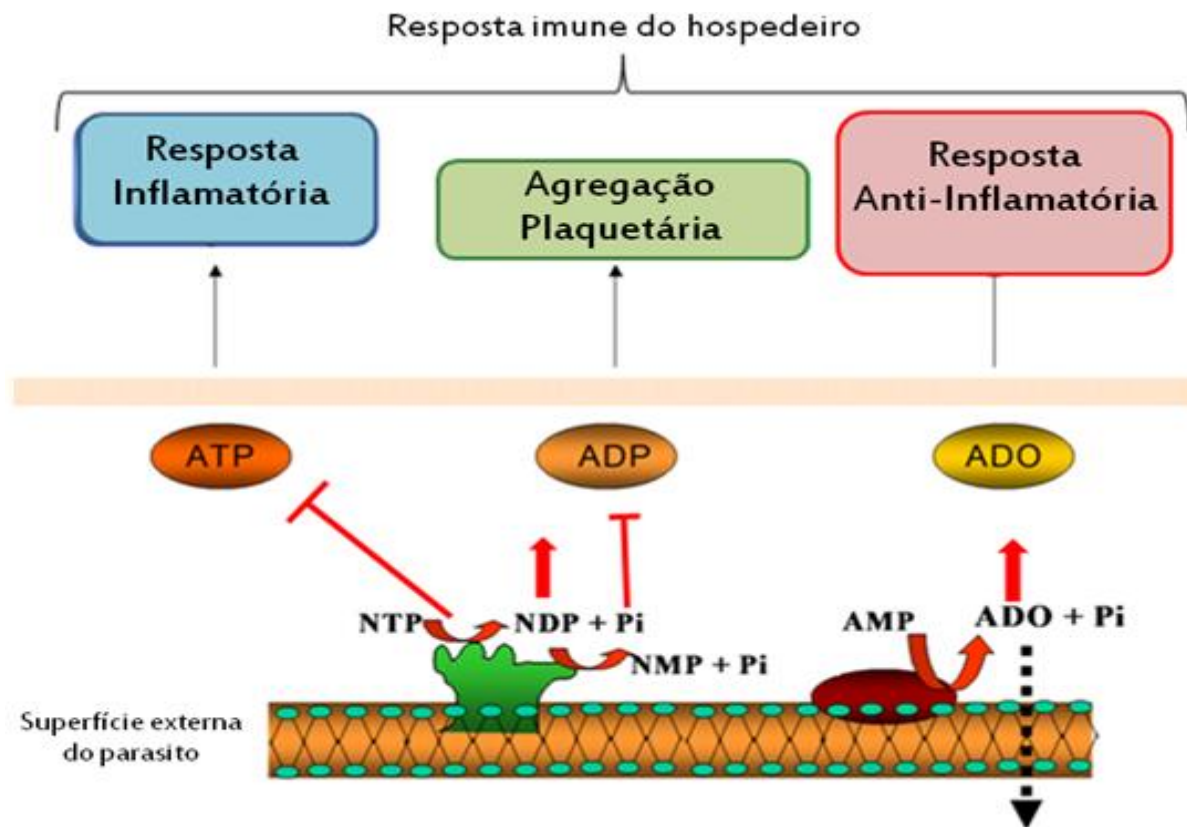 Resposta imune do hospedeiro
Resposta
Inflamatória
Agregação
Plaquetária
Resposta
Anti-Inflamatória
ATP
ADP
ADO
NTP
NDP + Pi
NMP + Pi
AMP
ADO + Pi
Superfície externa
do parasito